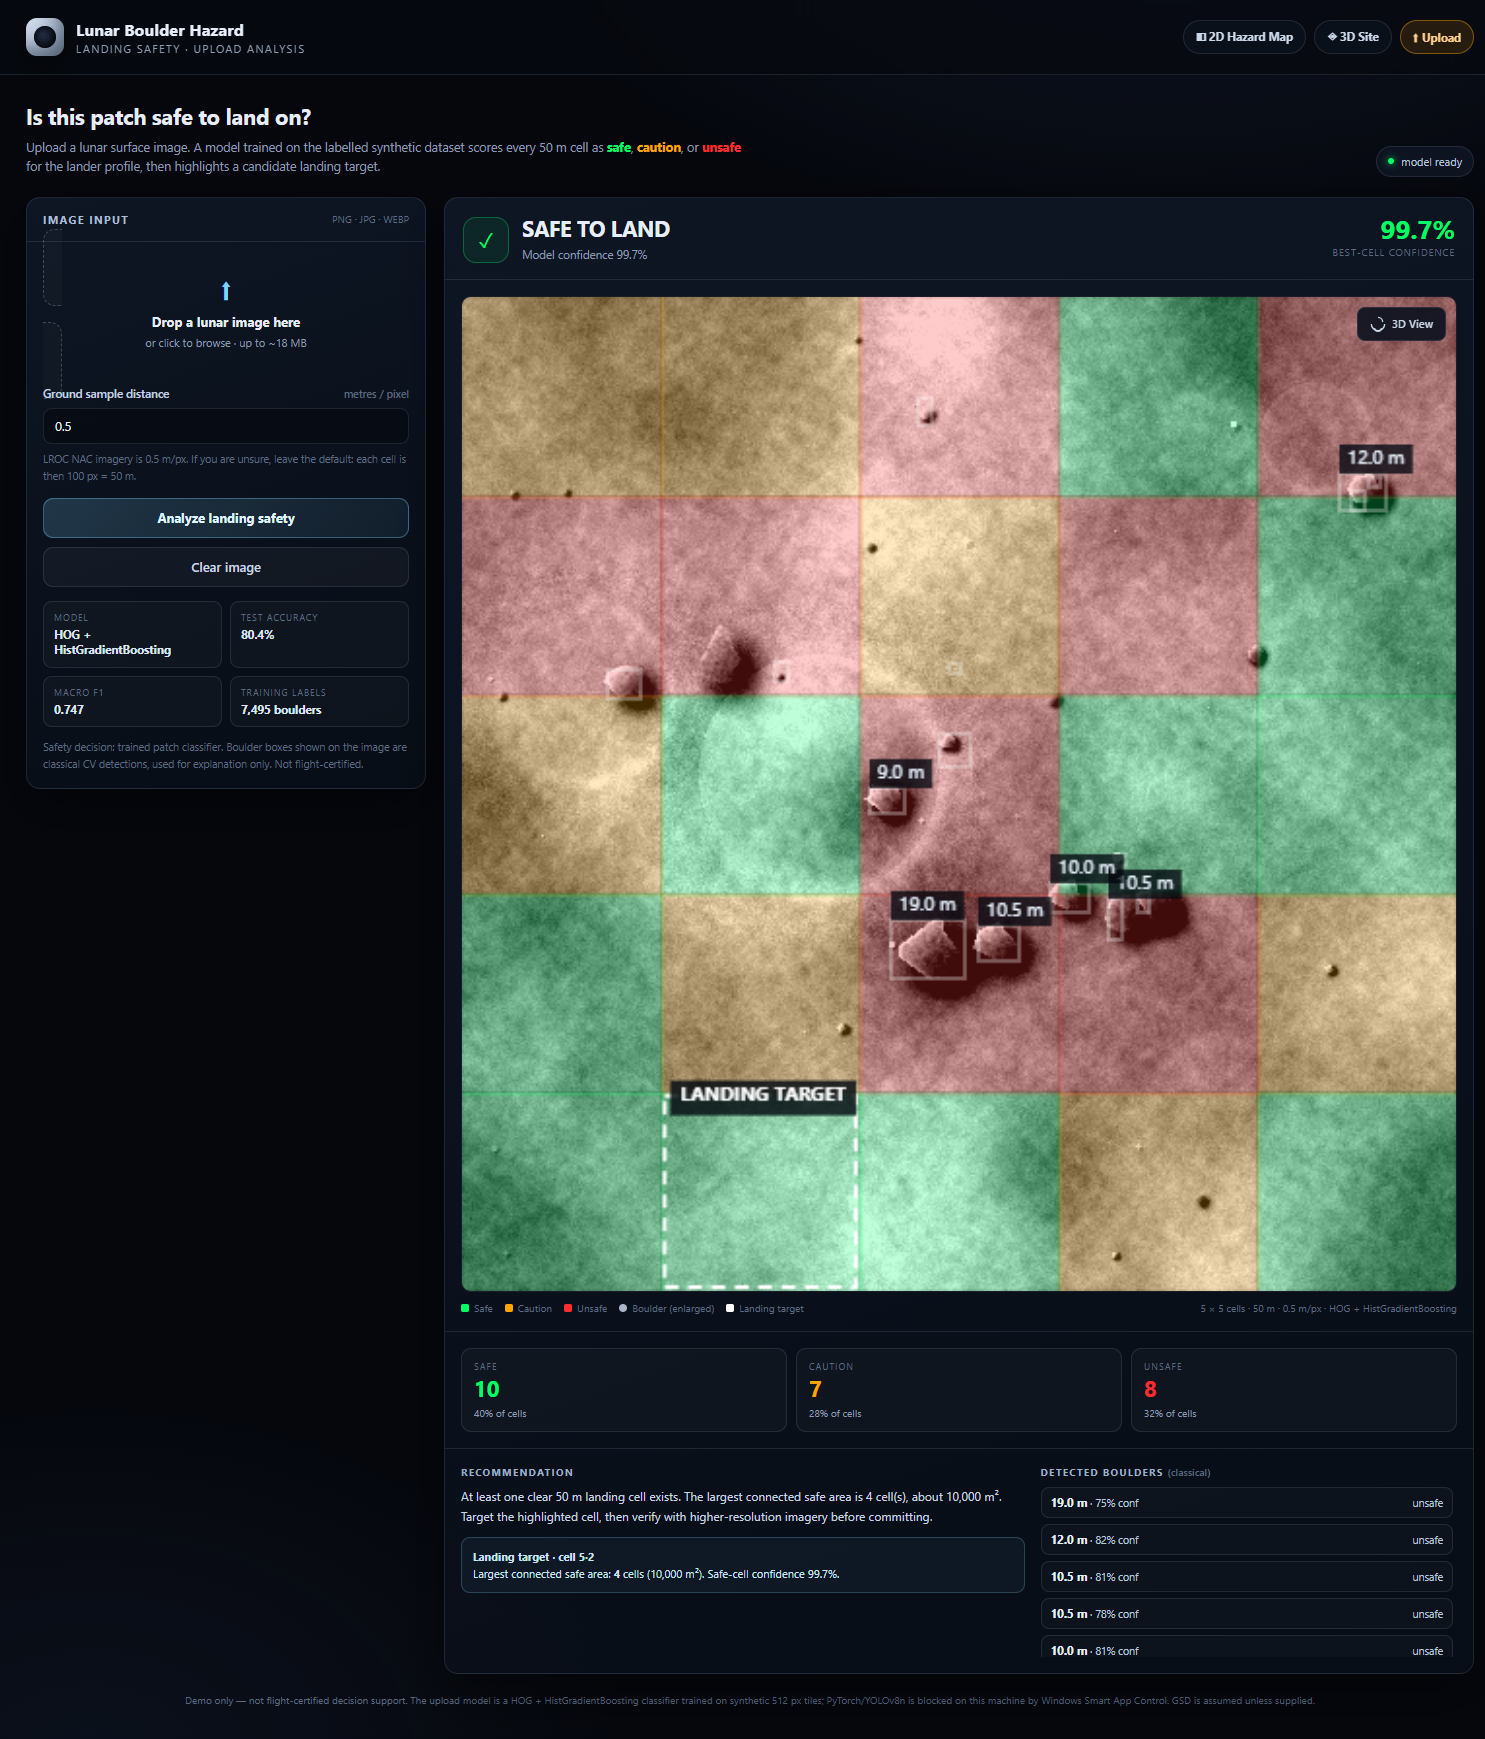 Lunar Boulder Hazard
LANDING SAFETY · UPLOAD ANALYSIS
2D Hazard Map
3D Site
Upload
Is this patch safe to land on?
Upload a lunar surface image. A model trained on the labelled synthetic dataset scores every 50 m cell as safe, caution, or unsafe
for the lander profile, then highlights a candidate landing target.
model ready
IMAGE INPUT
PNG · JPG · WEBP
Drop a lunar image here
or click to browse · up to ~18 MB
Ground sample distance
metres / pixel
0.5
LROC NAC imagery is 0.5 m/px. If you are unsure, leave the default: each cell is
then 100 px = 50 m.
Analyze landing safety
Clear image
MODEL
HOG +
HistGradientBoosting
TEST ACCURACY
80.4%
MACRO F1
0.747
TRAINING LABELS
7,495 boulders
Safety decision: trained patch classifier. Boulder boxes shown on the image are
classical CV detections, used for explanation only. Not flight-certified.
✓
SAFE TO LAND
Model confidence 99.7%
99.7%
BEST-CELL CONFIDENCE
3D View
12.0 m
9.0 m
10.0 m
10.5 m
19.0 m
10.5 m
LANDING TARGET
Safe
Caution
Unsafe
Boulder (enlarged)
Landing target
5 × 5 cells · 50 m · 0.5 m/px · HOG + HistGradientBoosting
SAFE
10
40% of cells
CAUTION
7
28% of cells
UNSAFE
8
32% of cells
RECOMMENDATION
At least one clear 50 m landing cell exists. The largest connected safe area is 4 cell(s), about 10,000 m².
Target the highlighted cell, then verify with higher-resolution imagery before committing.
Landing target · cell 5-2
Largest connected safe area: 4 cells (10,000 m²). Safe-cell confidence 99.7%.
DETECTED BOULDERS (classical)
19.0 m · 75% conf
unsafe
12.0 m · 82% conf
unsafe
10.5 m · 81% conf
unsafe
10.5 m · 78% conf
unsafe
10.0 m · 81% conf
unsafe
Demo only — not flight-certified decision support. The upload model is a HOG + HistGradientBoosting classifier trained on synthetic 512 px tiles; PyTorch/YOLOv8n is blocked on this machine by Windows Smart App Control. GSD is assumed unless supplied.